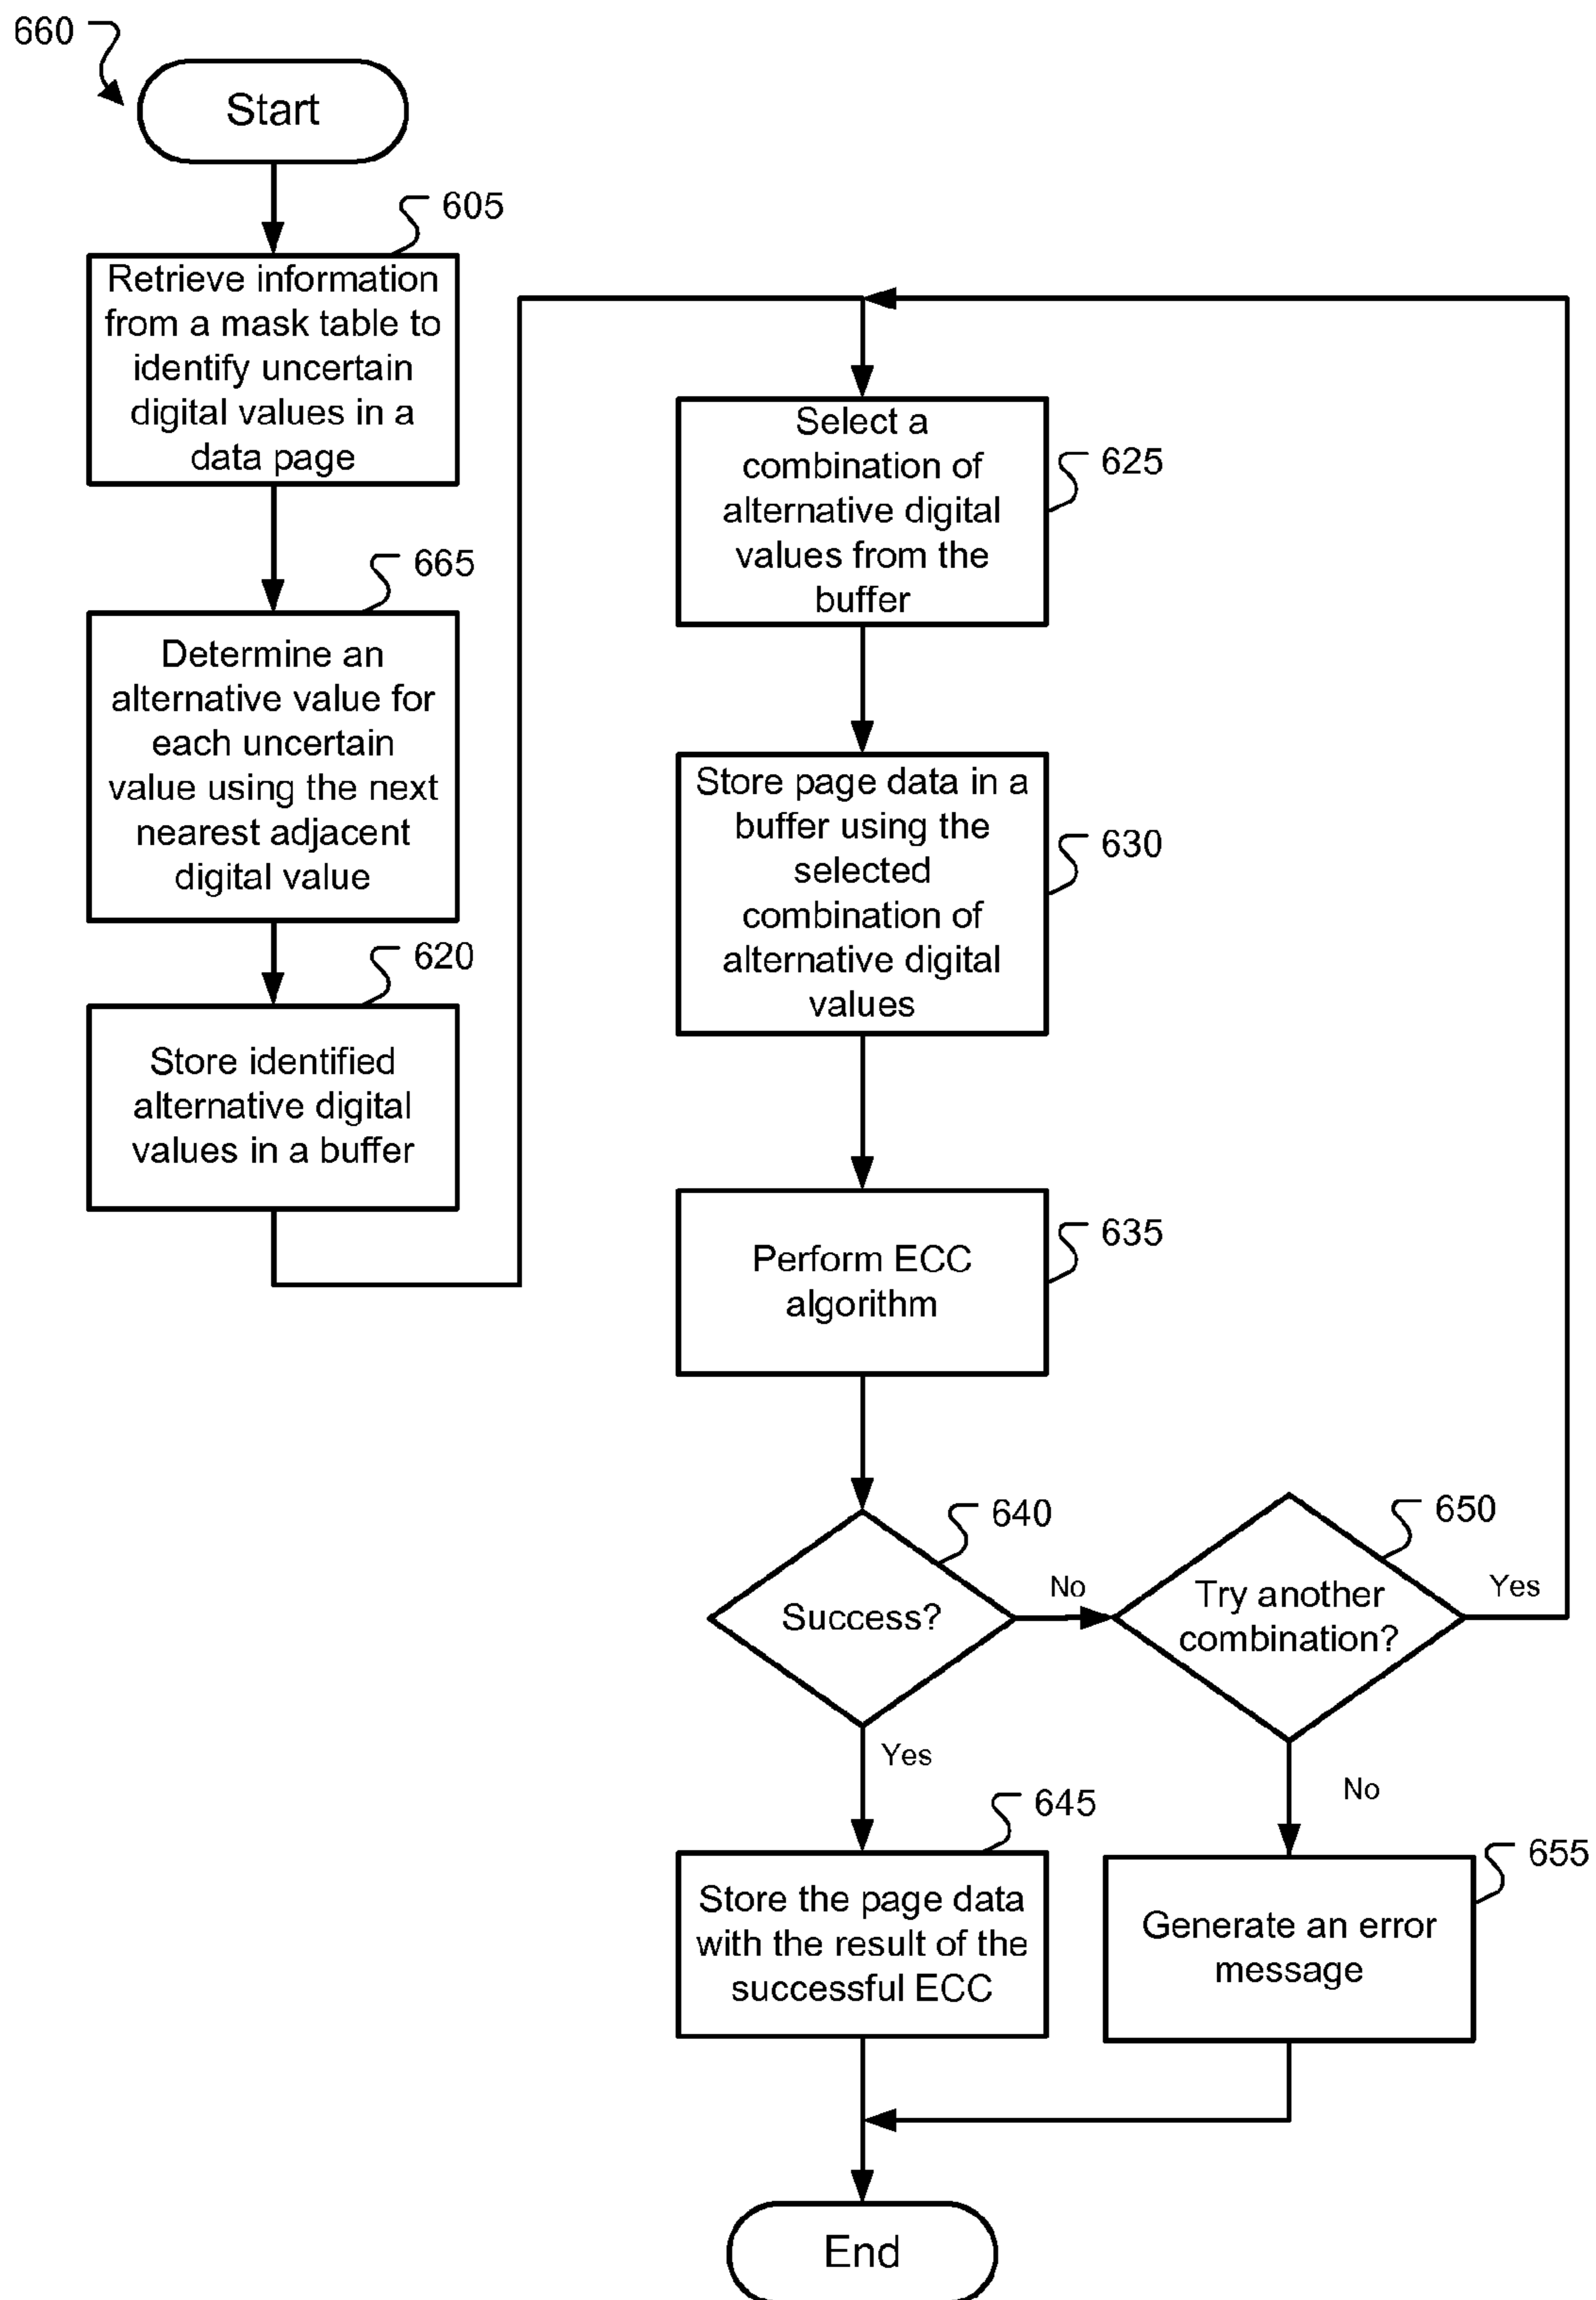 660
Start
605
Retrieve information
from a mask table to
identify uncertain
digital values in a
data page
665
Determine an
alternative value for
each uncertain
value using the next
nearest adjacent
digital value
620
Store identified
alternative digital
values in a buffer
Select a
combination of
alternative digital
values from the
buffer
625
Store page data in a
buffer using the
selected
combination of
alternative digital
values
630
Perform ECC
algorithm
635
640
Success?
No
Yes
650
Try another
combination?
Yes
No
645
Store the page data
with the result of the
successful ECC
655
Generate an error
message
End